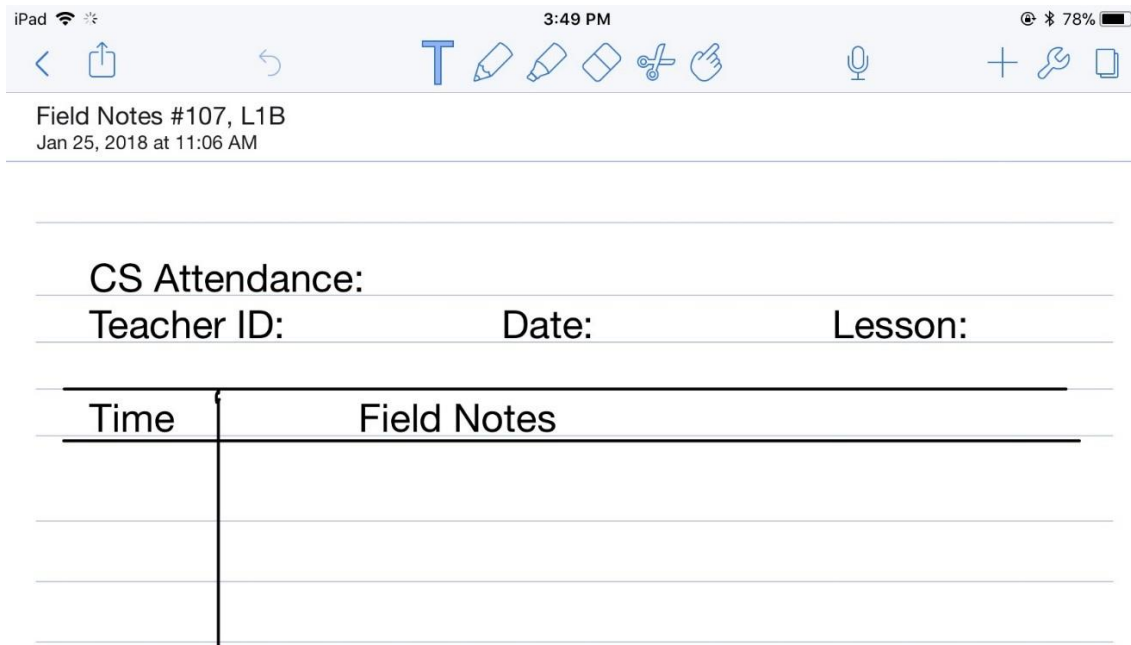 iPad 3:49 PM 78%
Field Notes #107, L1B
Jan 25, 2018 at 11:06 AM
CS Attendance:
Teacher ID: Date: Lesson:
Time Field Notes